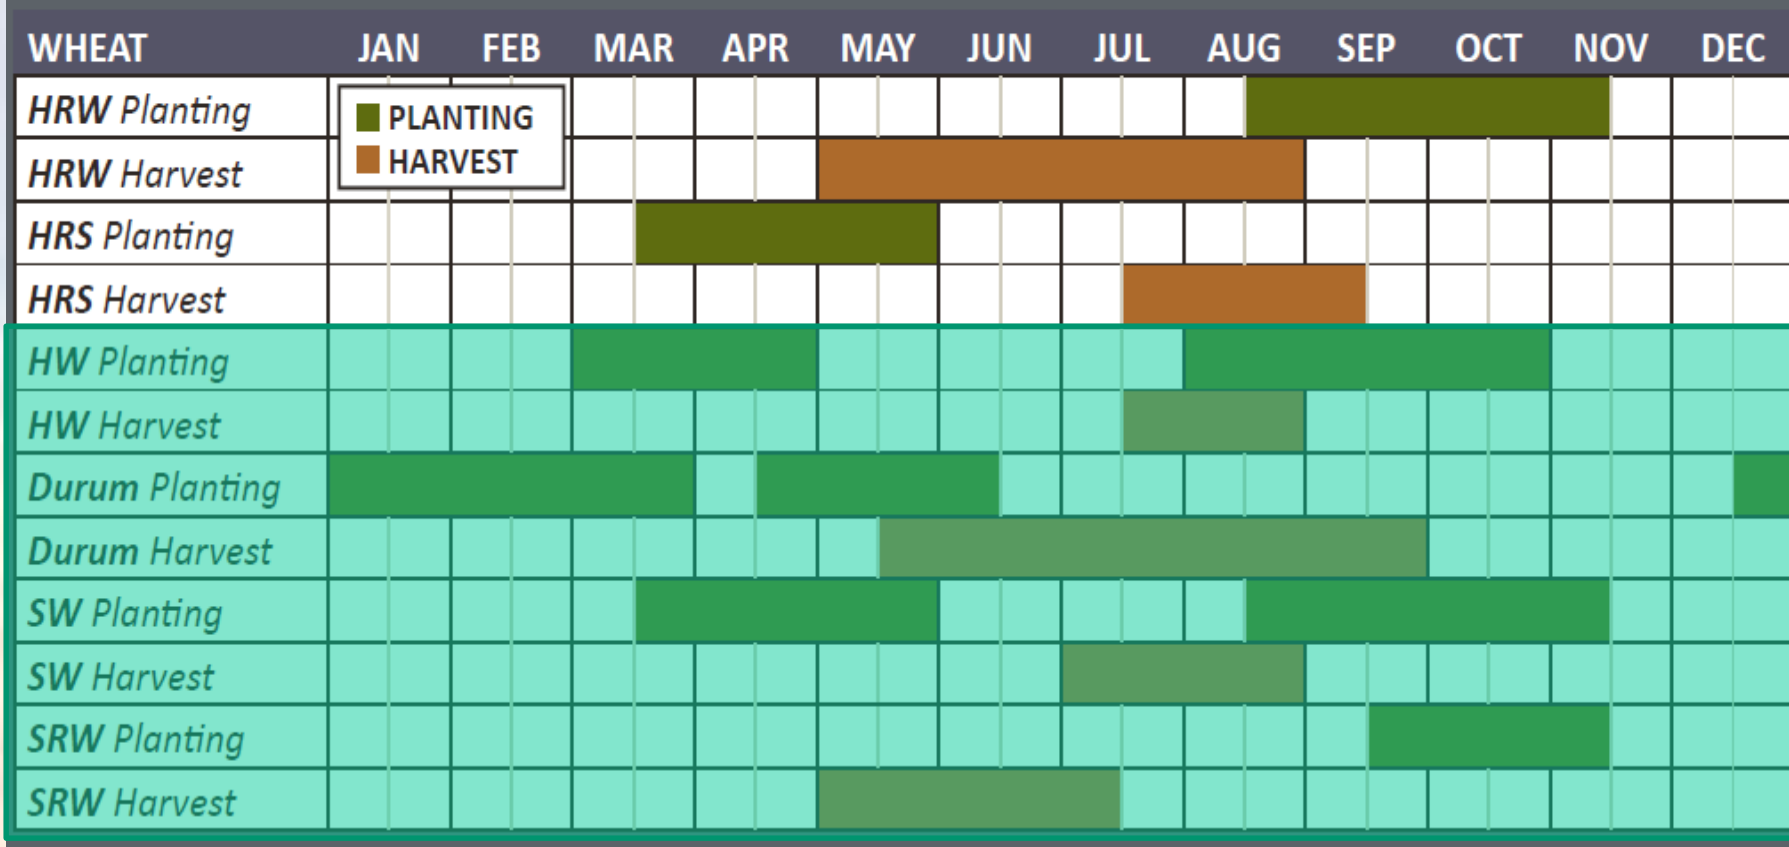 WHEAT JAN FEB MAR APR MAY JUN JUL AUG SEP OCT NOV DEC
HRW Planting
PLANTING
HARVEST
HRW Harvest
HRS Planting
HRS Harvest
HW Planting
HW Harvest
Durum Planting
Durum Harvest
SW Planting
SW Harvest
SRW Planting
SRW Harvest